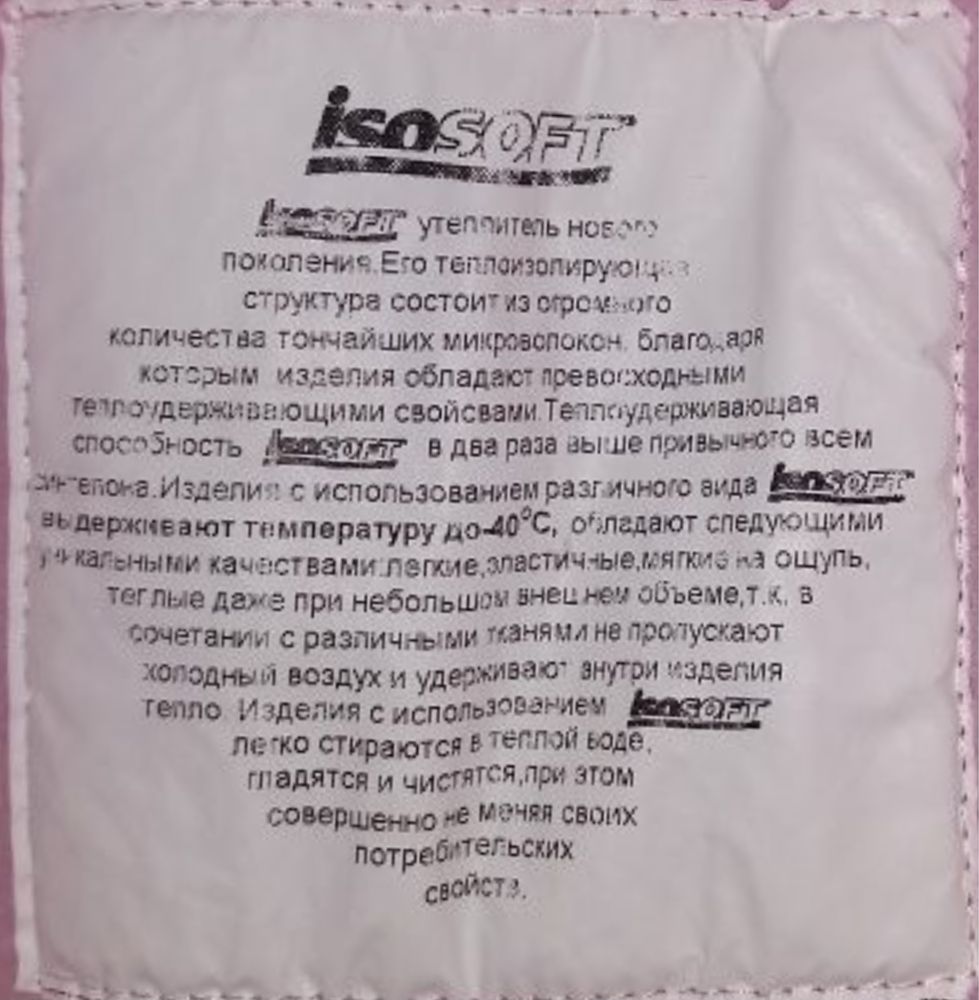 isoSOFT
isoSOFT утеплитель нового
поколения.Его теплоизолирующая
структура состоит из огромного
количества тончайших микроволокон, благодаря
которым изделия обладают превосходными
теплоудерживающими свойсвами.Теплоудерживающая
способность isoSOFT в два раза выше привычного всем
синтепона.Изделия с использованием различного вида isoSOFT
выдерживают температуру до-40°C, обладают следующими
уникальными качествами:легкие,эластичные,мягкие на ощупь,
теплые даже при небольшом внешнем объеме,т.к. в
сочетании с различными тканями не пропускают
холодный воздух и удерживают внутри изделия
тепло. Изделия с использованием isoSOFT
легко стираются в теплой воде,
гладятся и чистятся,при этом
совершенно не меняя своих
потребительских
свойств.